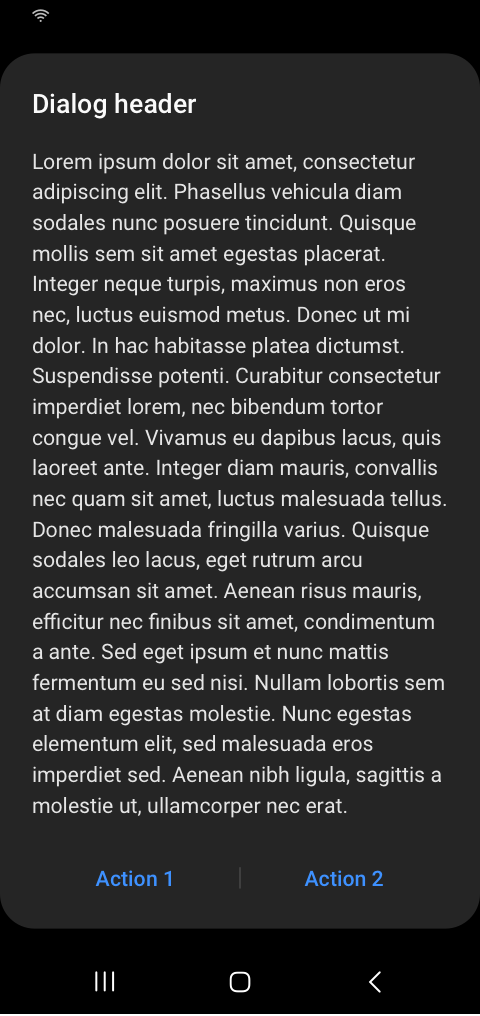 Dialog header
Lorem ipsum dolor sit amet, consectetur
adipiscing elit. Phasellus vehicula diam
sodales nunc posuere tincidunt. Quisque
mollis sem sit amet egestas placerat.
Integer neque turpis, maximus non eros
nec, luctus euismod metus. Donec ut mi
dolor. In hac habitasse platea dictumst.
Suspendisse potenti. Curabitur consectetur
imperdiet lorem, nec bibendum tortor
congue vel. Vivamus eu dapibus lacus, quis
laoreet ante. Integer diam mauris, convallis
nec quam sit amet, luctus malesuada tellus.
Donec malesuada fringilla varius. Quisque
sodales leo lacus, eget rutrum arcu
accumsan sit amet. Aenean risus mauris,
efficitur nec finibus sit amet, condimentum
a ante. Sed eget ipsum et nunc mattis
fermentum eu sed nisi. Nullam lobortis sem
at diam egestas molestie. Nunc egestas
elementum elit, sed malesuada eros
imperdiet sed. Aenean nibh ligula, sagittis a
molestie ut, ullamcorper nec erat.
Action 1
Action 2